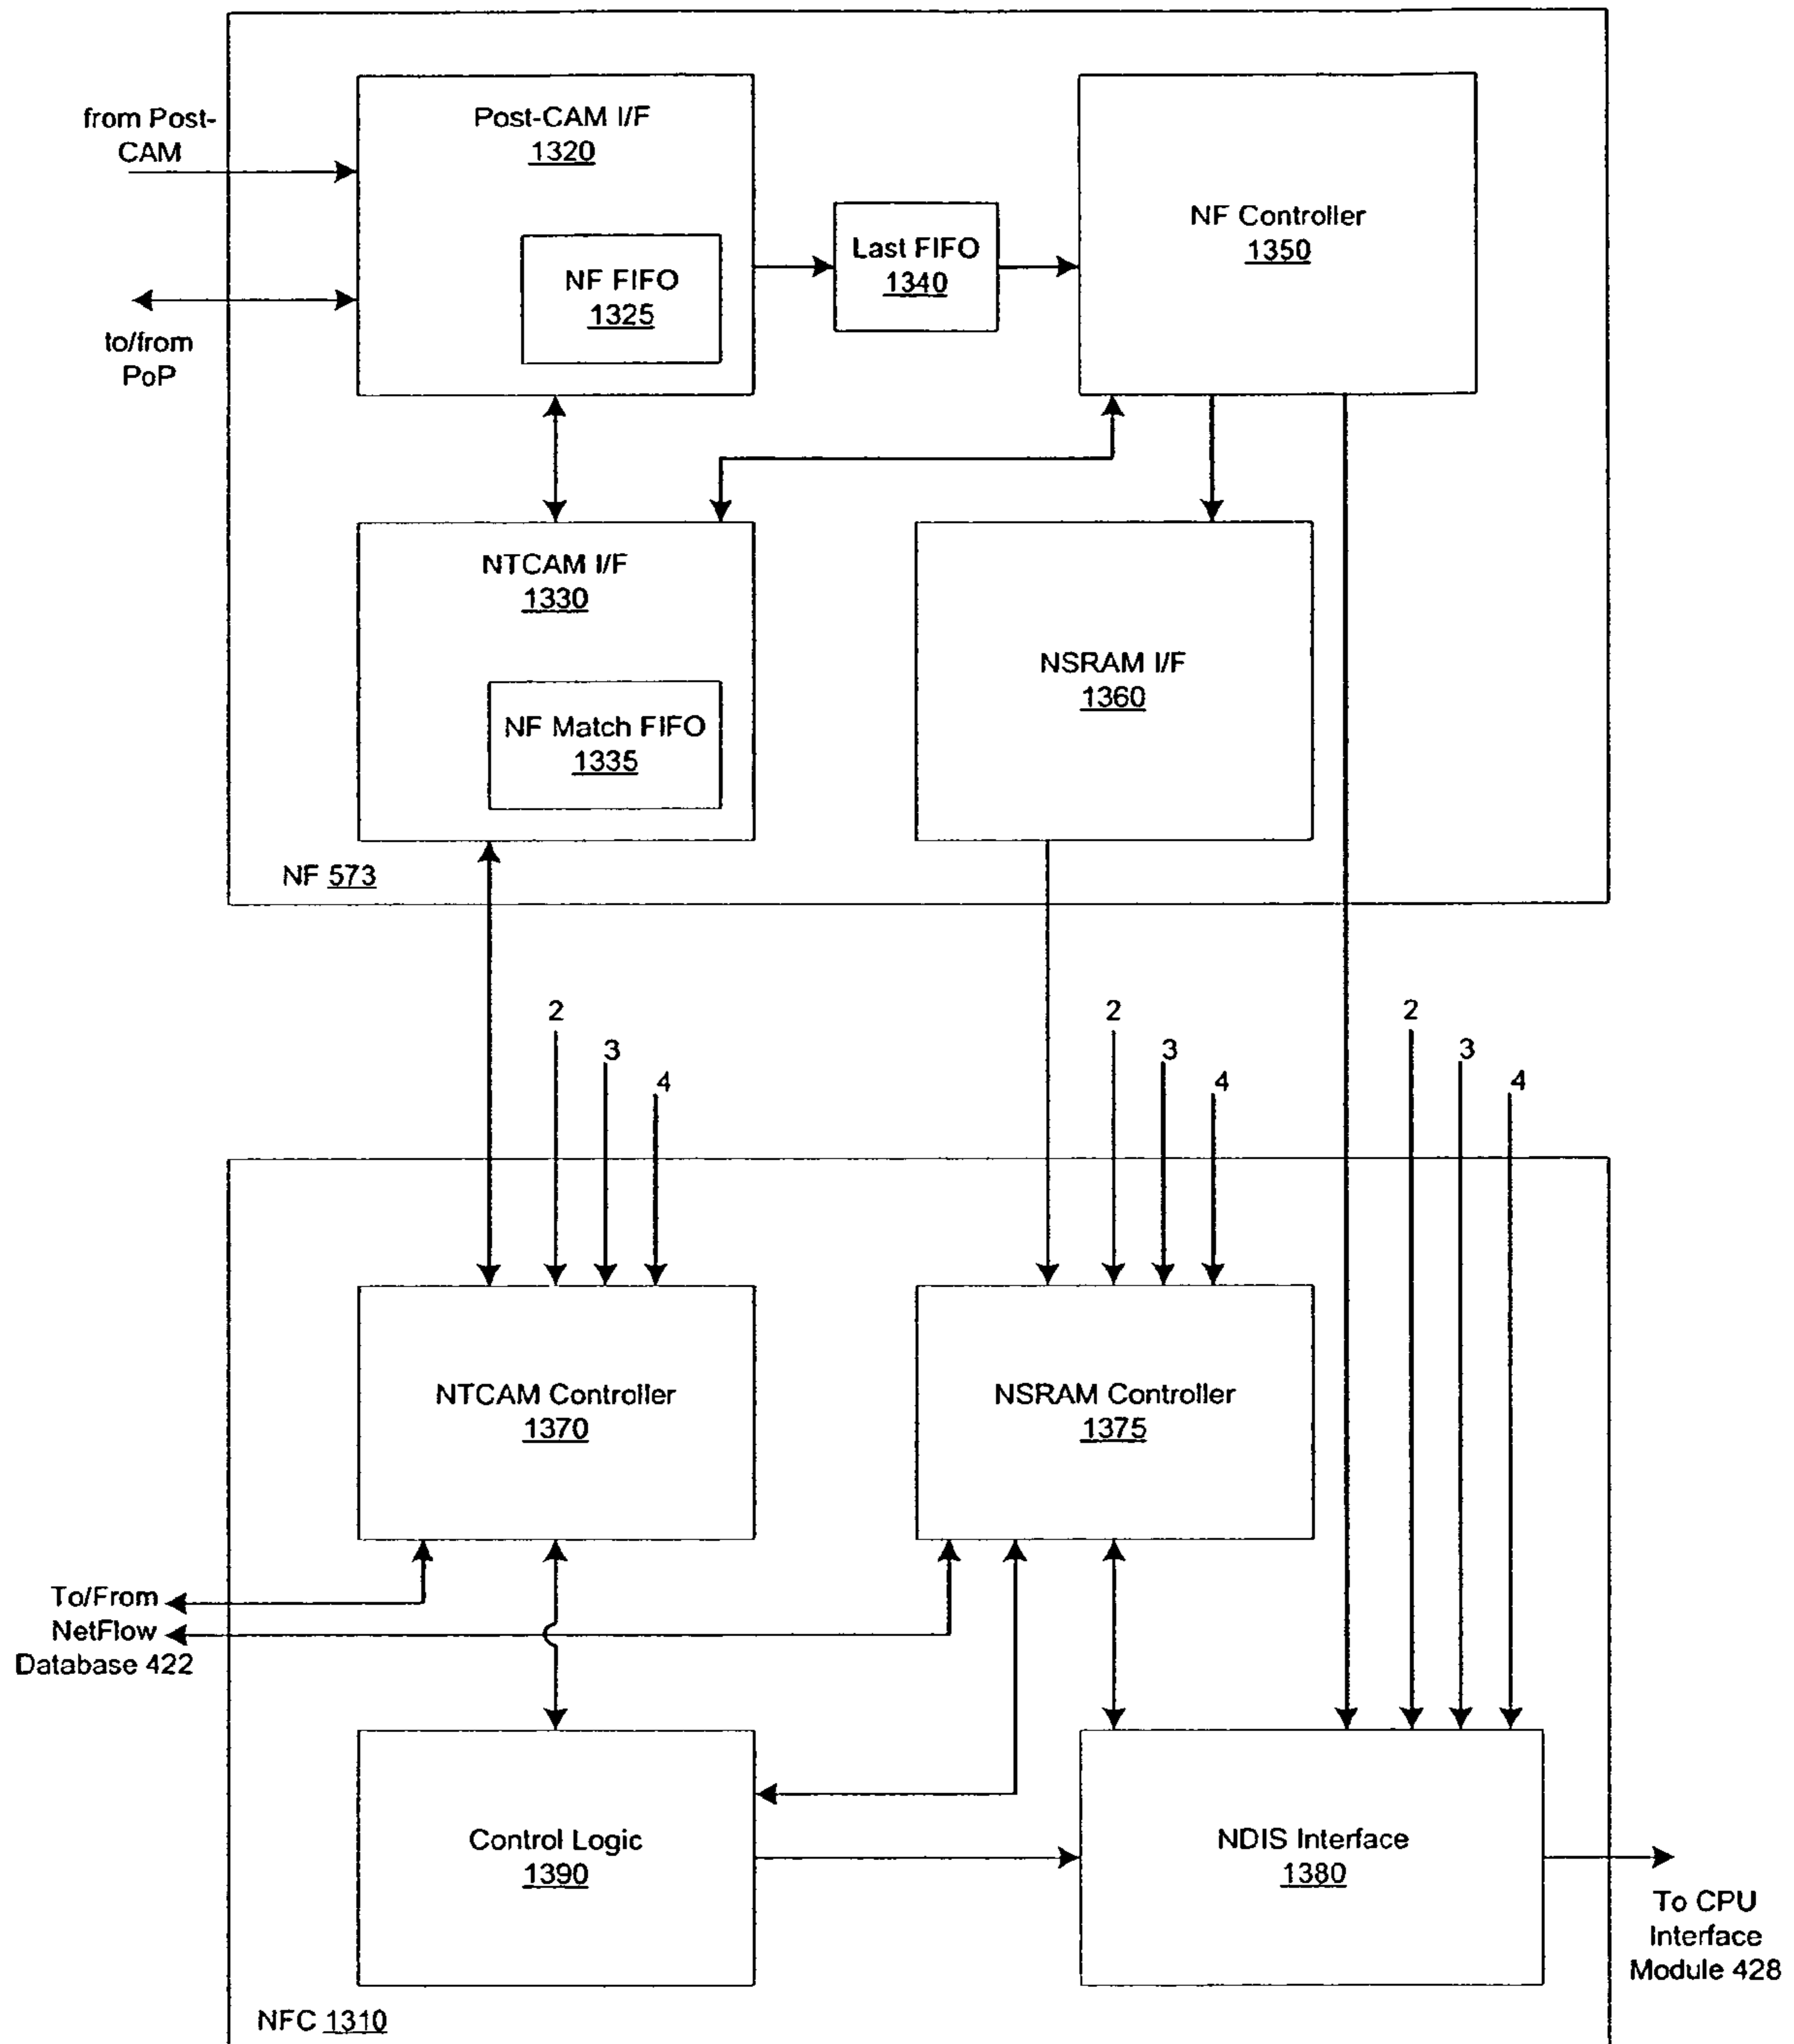 from Post-
CAM
to/from
PoP
Post-CAM I/F
1320
NF FIFO
1325
Last FIFO
1340
NF Controller
1350
NTCAM I/F
1330
NF Match FIFO
1335
NSRAM I/F
1360
NF 573
2
3
4
2
3
4
2
3
4
NTCAM Controller
1370
NSRAM Controller
1375
To/From
NetFlow
Database 422
Control Logic
1390
NDIS Interface
1380
To CPU
Interface
Module 428
NFC 1310